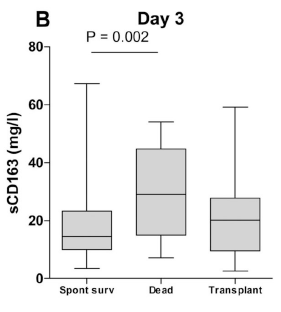 B
Day 3
P = 0.002
sCD163 (mg/l)
80
60
40
20
0
Spont surv
Dead
Transplant